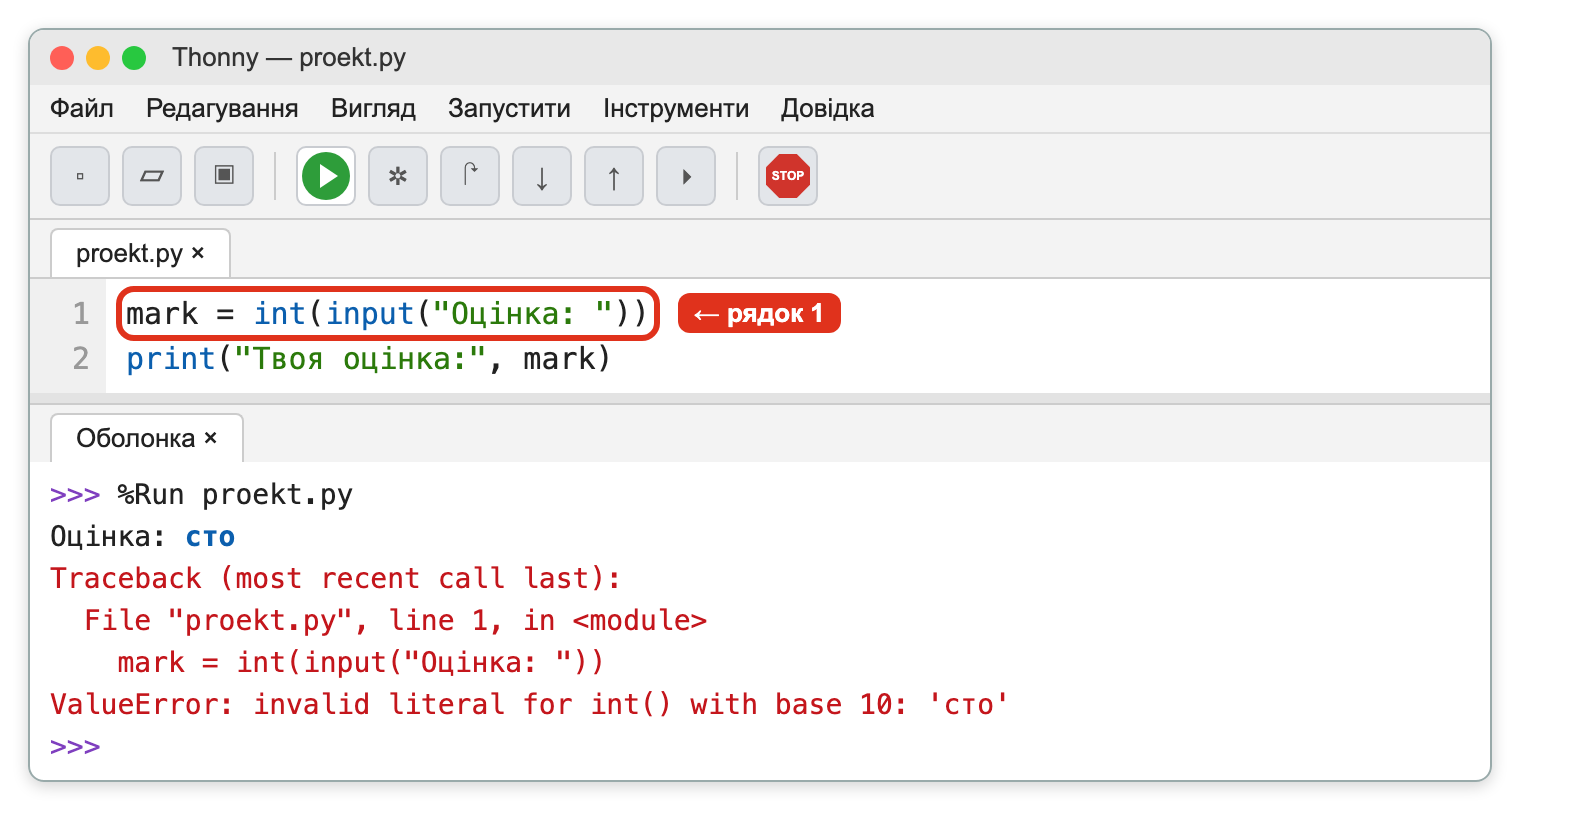 Thonny — proekt.py
Файл Редагування Вигляд Запустити Інструменти Довідка
STOP
proekt.py ×
1 mark = int(input("Оцінка: ")) ← рядок 1
2 print("Твоя оцінка:", mark)
Оболонка ×
>>> %Run proekt.py
Оцінка: сто
Traceback (most recent call last):
  File "proekt.py", line 1, in <module>
    mark = int(input("Оцінка: "))
ValueError: invalid literal for int() with base 10: 'сто'
>>>